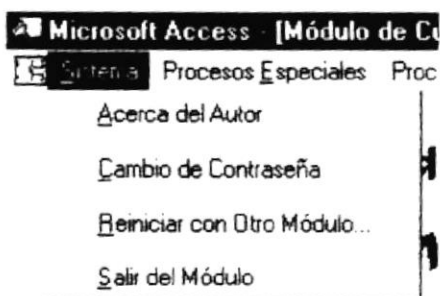 Microsoft Access - [Módulo de Cu
Sistema Procesos Especiales Proc
Acerca del Autor
Cambio de Contraseña
Reiniciar con Otro Módulo...
Salir del Módulo